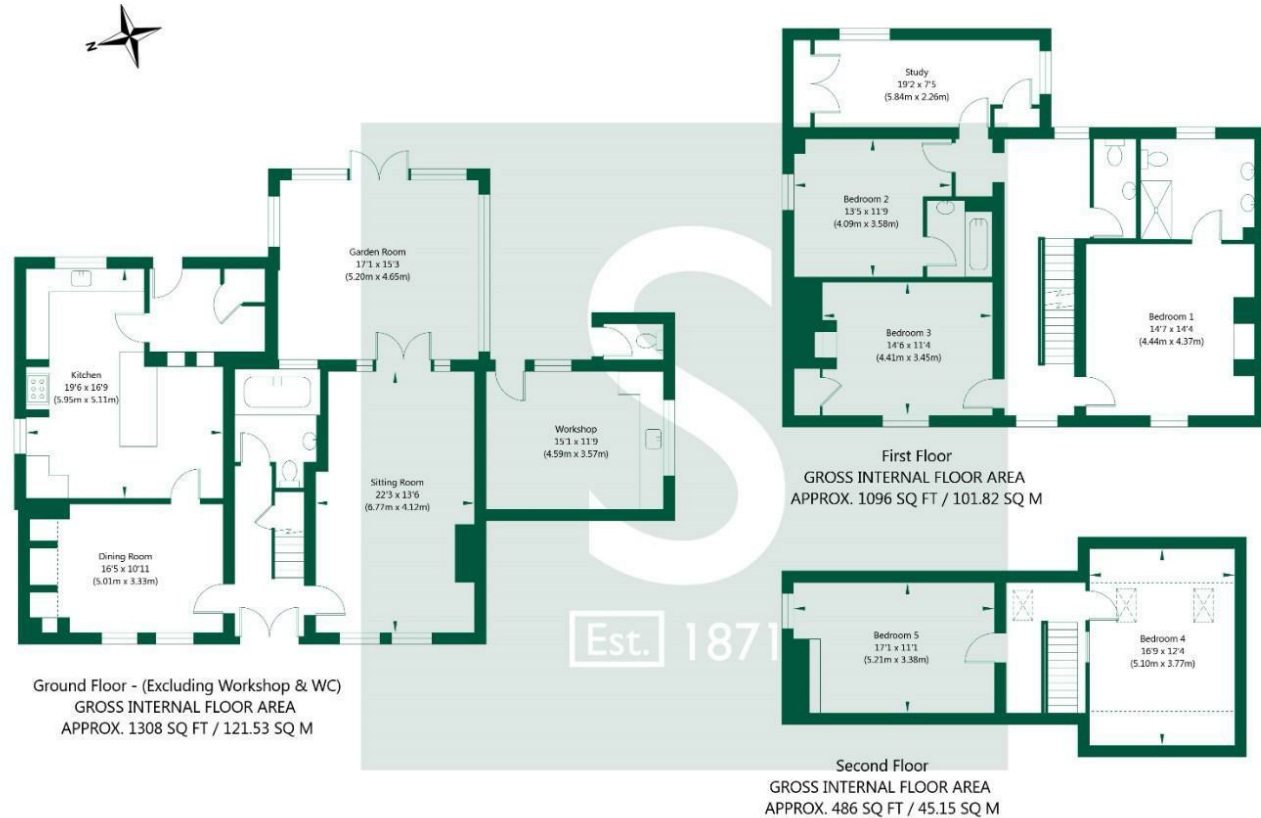 N
Study
19'2 x 7'5
(5.84m x 2.26m)
Garden Room
17'1 x 15'3
(5.20m x 4.65m)
Bedroom 2
13'5 x 11'9
(4.09m x 3.58m)
Kitchen
19'6 x 16'9
(5.95m x 5.11m)
Bedroom 3
14'6 x 11'4
(4.41m x 3.45m)
Bedroom 1
14'7 x 14'4
(4.44m x 4.37m)
Workshop
15'1 x 11'9
(4.59m x 3.57m)
Sitting Room
22'3 x 13'6
(6.77m x 4.12m)
Dining Room
16'5 x 10'11
(5.01m x 3.33m)
First Floor
GROSS INTERNAL FLOOR AREA
APPROX. 1096 SQ FT / 101.82 SQ M
S
Est. 1871
Bedroom 5
17'1 x 11'1
(5.21m x 3.38m)
Bedroom 4
16'9 x 12'4
(5.10m x 3.77m)
Ground Floor - (Excluding Workshop & WC)
GROSS INTERNAL FLOOR AREA
APPROX. 1308 SQ FT / 121.53 SQ M
Second Floor
GROSS INTERNAL FLOOR AREA
APPROX. 486 SQ FT / 45.15 SQ M